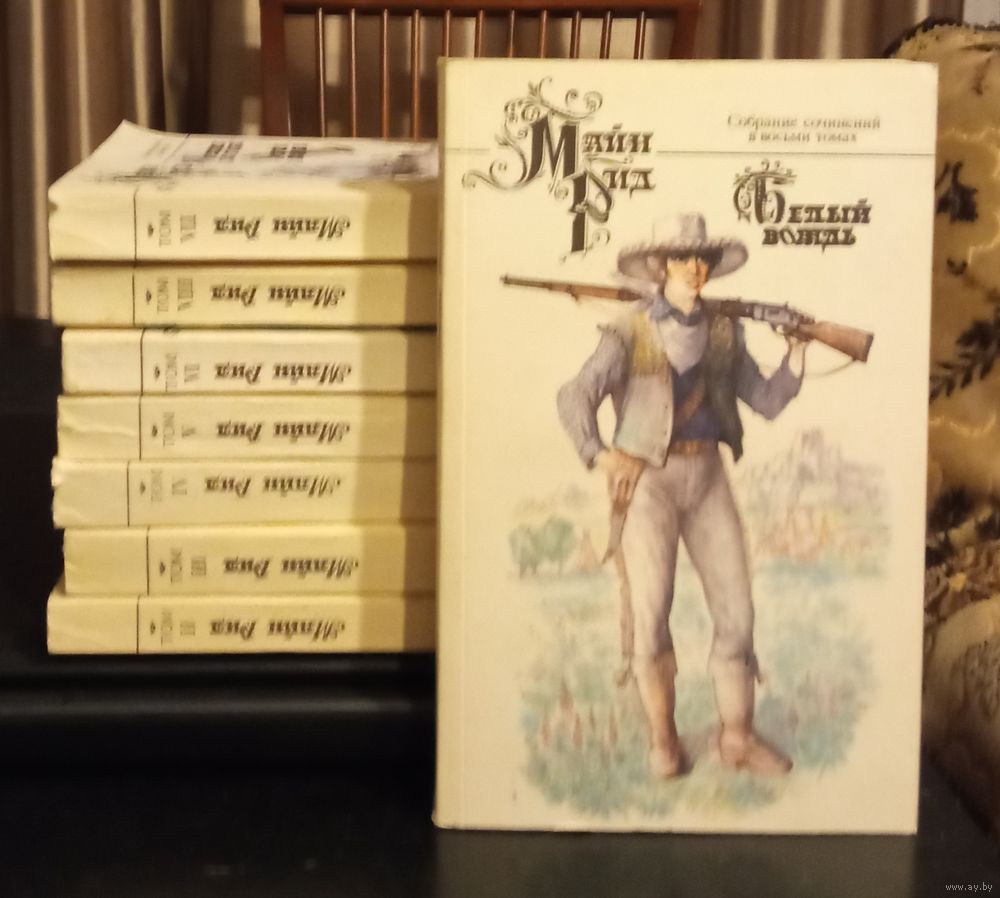 Майн
Рид
Собрание сочинений
в восьми томах
Белый
вождь
Майн Рид
ТОМ
VII
Майн Рид
ТОМ
VIII
Майн Рид
ТОМ
VI
Майн Рид
ТОМ
V
Майн Рид
ТОМ
IV
Майн Рид
ТОМ
III
Майн Рид
ТОМ
II
www.ay.by